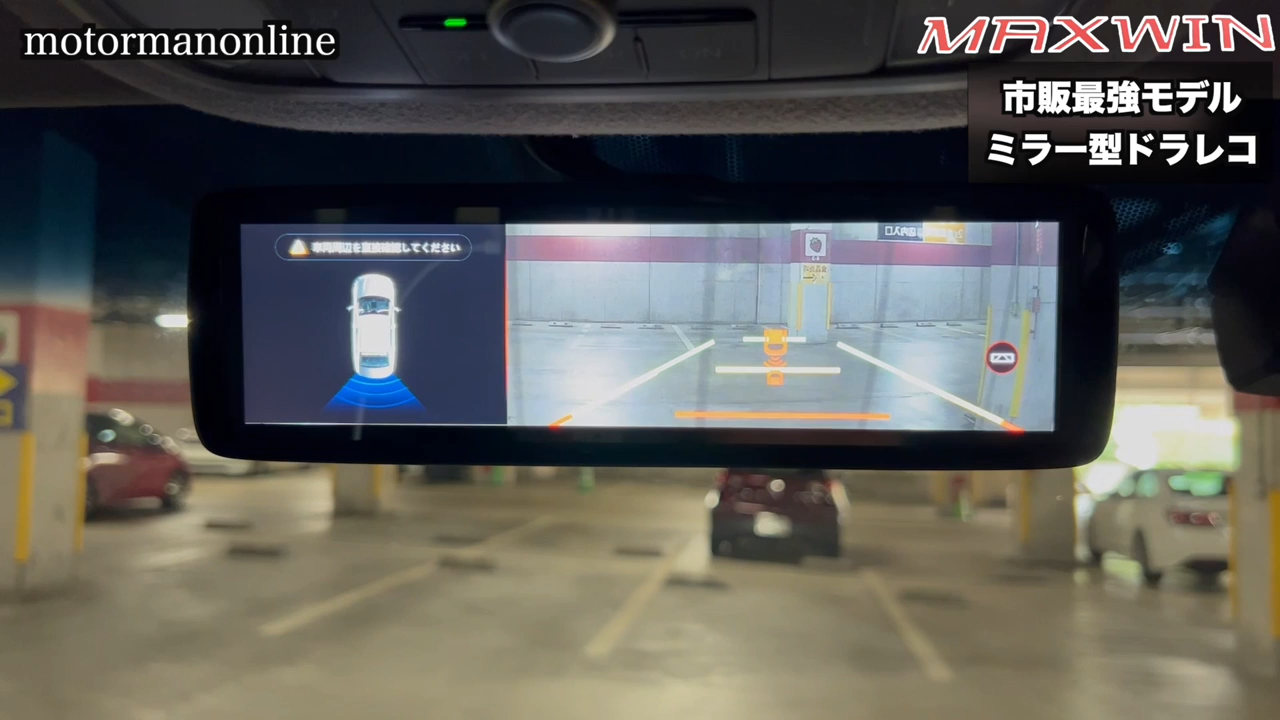 motormanonline
MAXWIN
市販最強モデル
ミラー型ドラレコ
車両周辺を直接確認してください